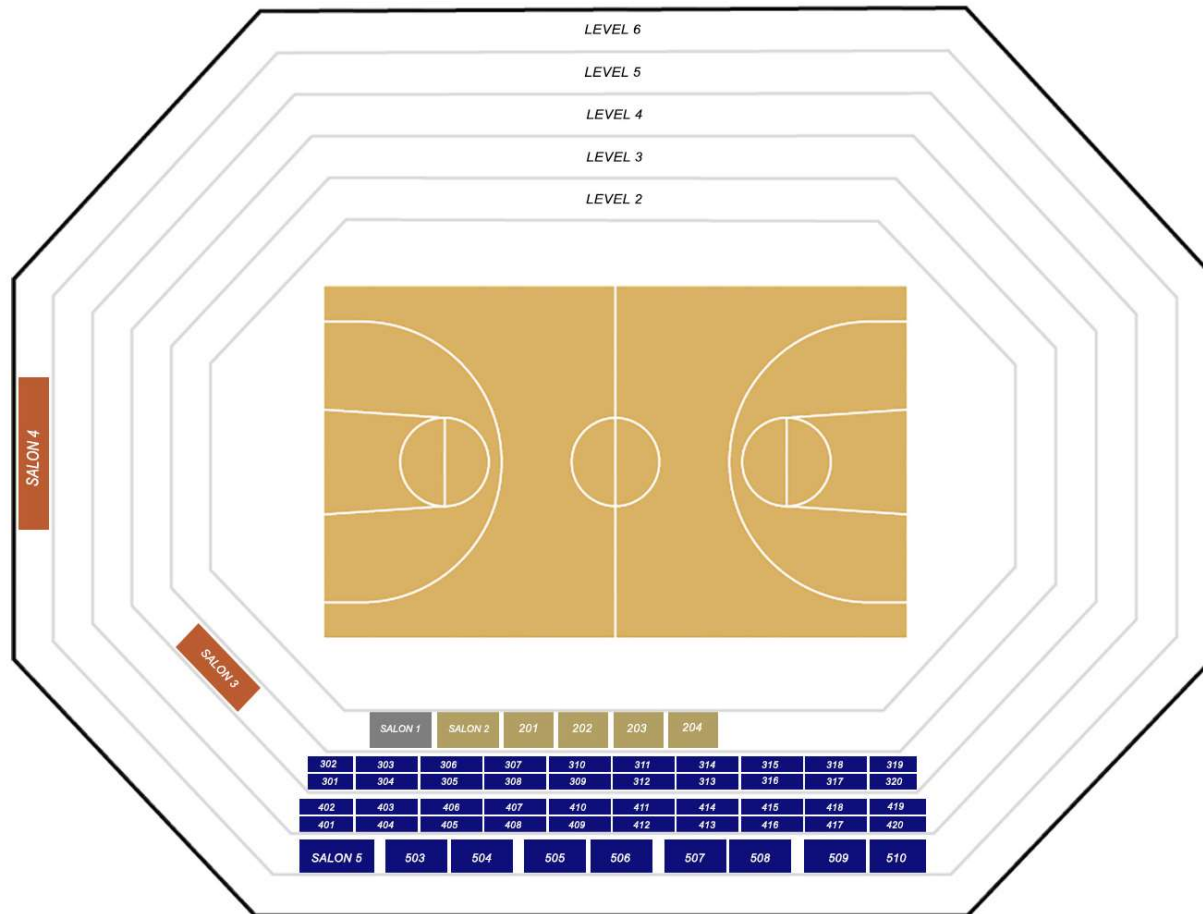 LEVEL 6
LEVEL 5
LEVEL 4
LEVEL 3
LEVEL 2
SALON 4
SALON 3
SALON 1 SALON 2 201 202 203 204
302 303 306 307 310 311 314 315 318 319
301 304 305 308 309 312 313 316 317 320
402 403 406 407 410 411 414 415 418 419
401 404 405 408 409 412 413 416 417 420
SALON 5 503 504 505 506 507 508 509 510